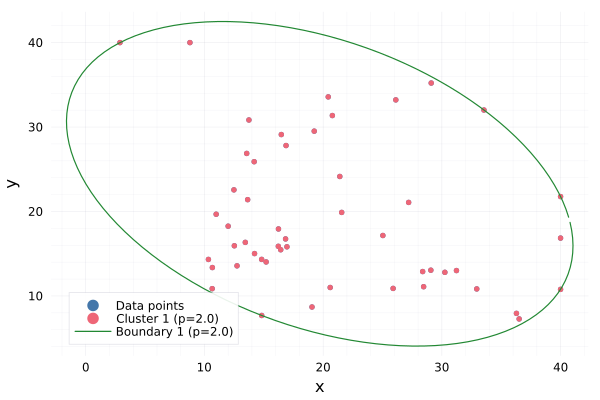 40
30
20
10
y
Data points
Cluster 1 (p=2.0)
Boundary 1 (p=2.0)
0 10 20 30 40
x